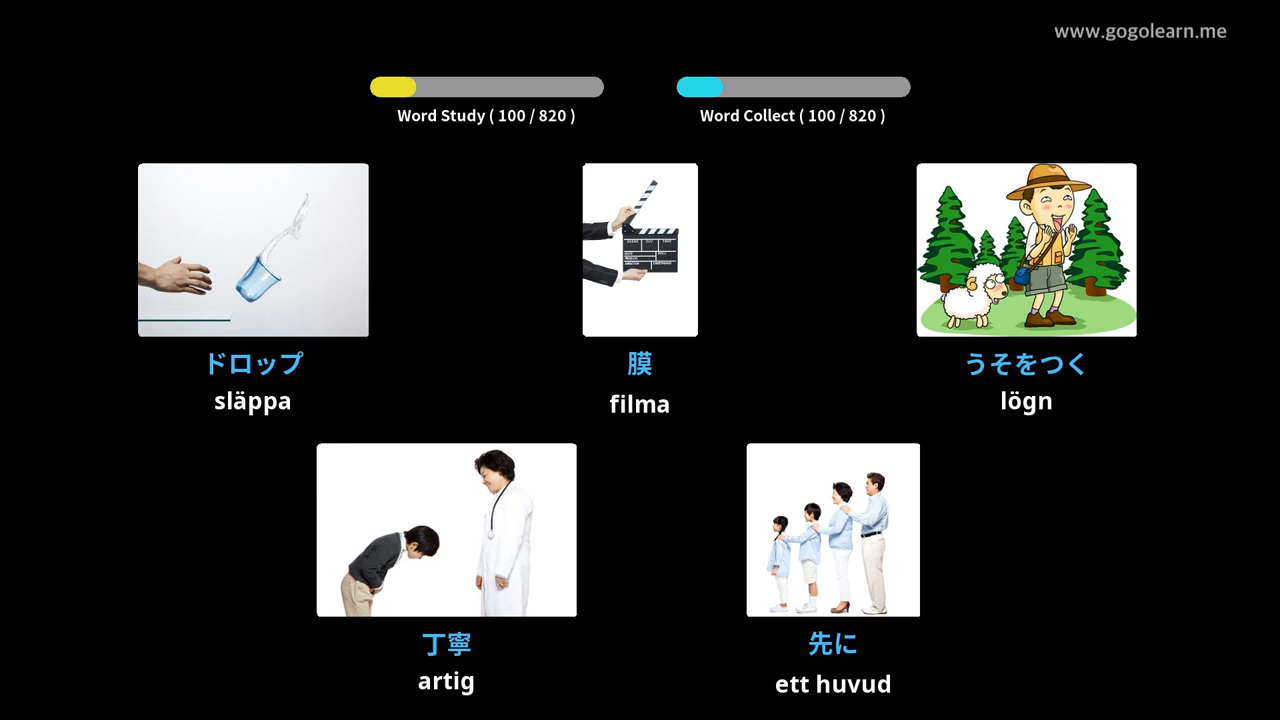 www.gogolearn.me
Word Study ( 100 / 820 )
Word Collect ( 100 / 820 )
ドロップ
släppa
膜
filma
うそをつく
lögn
丁寧
artig
先に
ett huvud